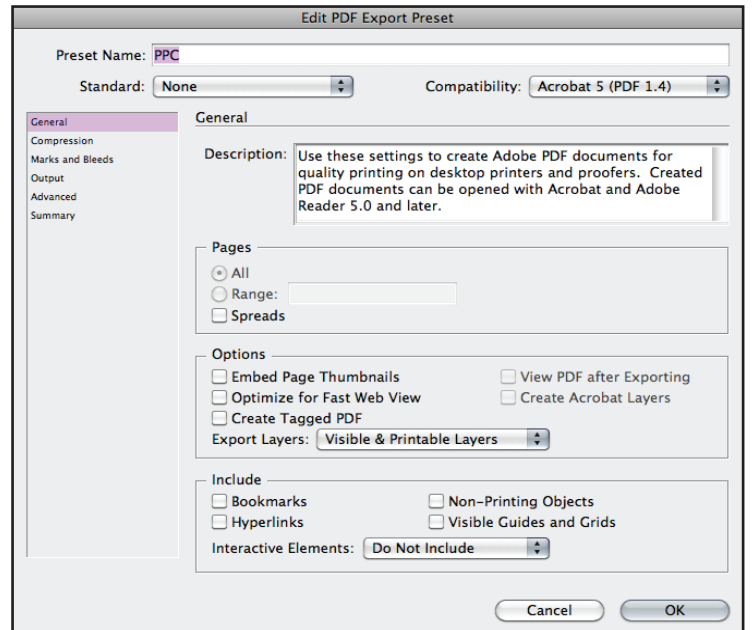 Edit PDF Export Preset
Preset Name: PPC
Standard: None Compatibility: Acrobat 5 (PDF 1.4)
General
Compression
Marks and Bleeds
Output
Advanced
Summary
General
Description: Use these settings to create Adobe PDF documents for
quality printing on desktop printers and proofers. Created
PDF documents can be opened with Acrobat and Adobe
Reader 5.0 and later.
Pages
All
Range:
Spreads
Options
Embed Page Thumbnails View PDF after Exporting
Optimize for Fast Web View Create Acrobat Layers
Create Tagged PDF
Export Layers: Visible & Printable Layers
Include
Bookmarks Non-Printing Objects
Hyperlinks Visible Guides and Grids
Interactive Elements: Do Not Include
Cancel OK